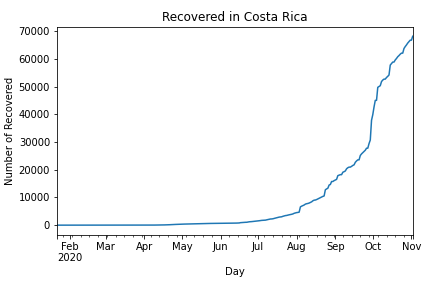 Recovered in Costa Rica
Number of Recovered
70000
60000
50000
40000
30000
20000
10000
0
Feb Mar Apr May Jun Jul Aug Sep Oct Nov
2020
Day